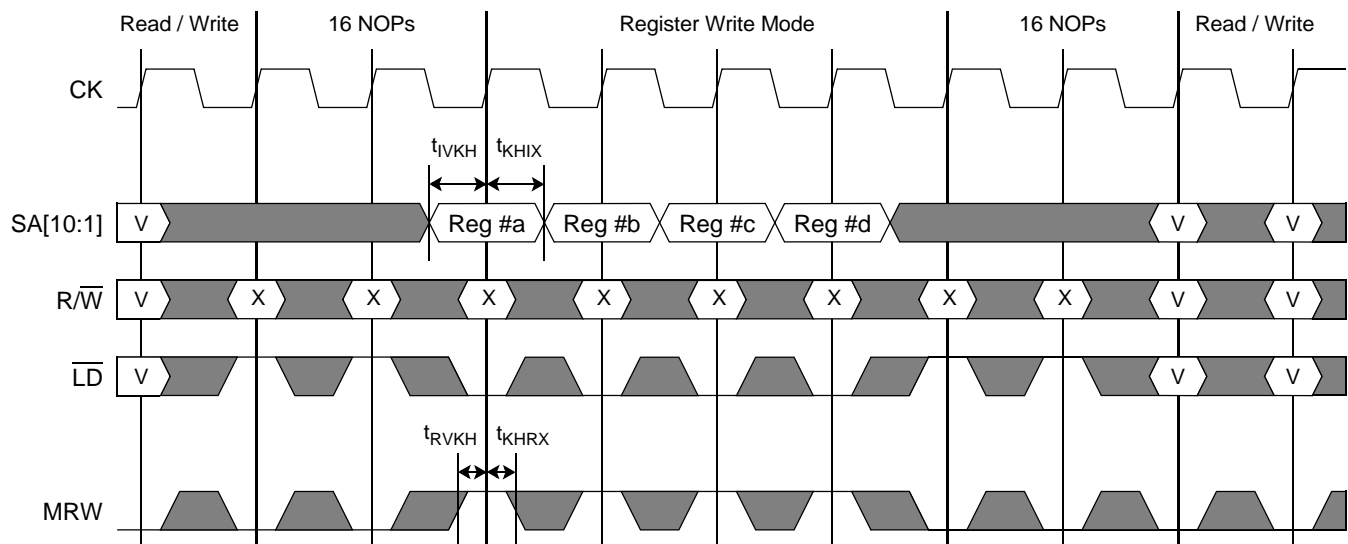 Read / Write 16 NOPs Register Write Mode 16 NOPs Read / Write
CK
tIVKH tKHIX
SA[10:1] V Reg #a Reg #b Reg #c Reg #d V V
R/W̅ V X X X X X X X X V V
L̅D̅ V V V
tRVKH tKHRX
MRW